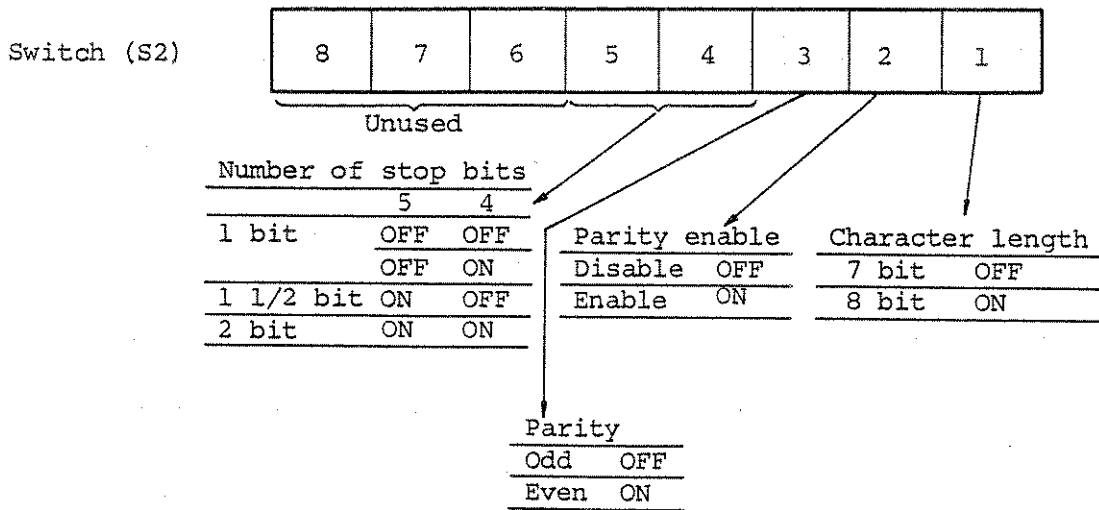 Switch (S2) 8 7 6 5 4 3 2 1
Unused
Number of stop bits
5 4
1 bit OFF OFF
OFF ON
1 1/2 bit ON OFF
2 bit ON ON
Parity enable
Disable OFF
Enable ON
Character length
7 bit OFF
8 bit ON
Parity
Odd OFF
Even ON